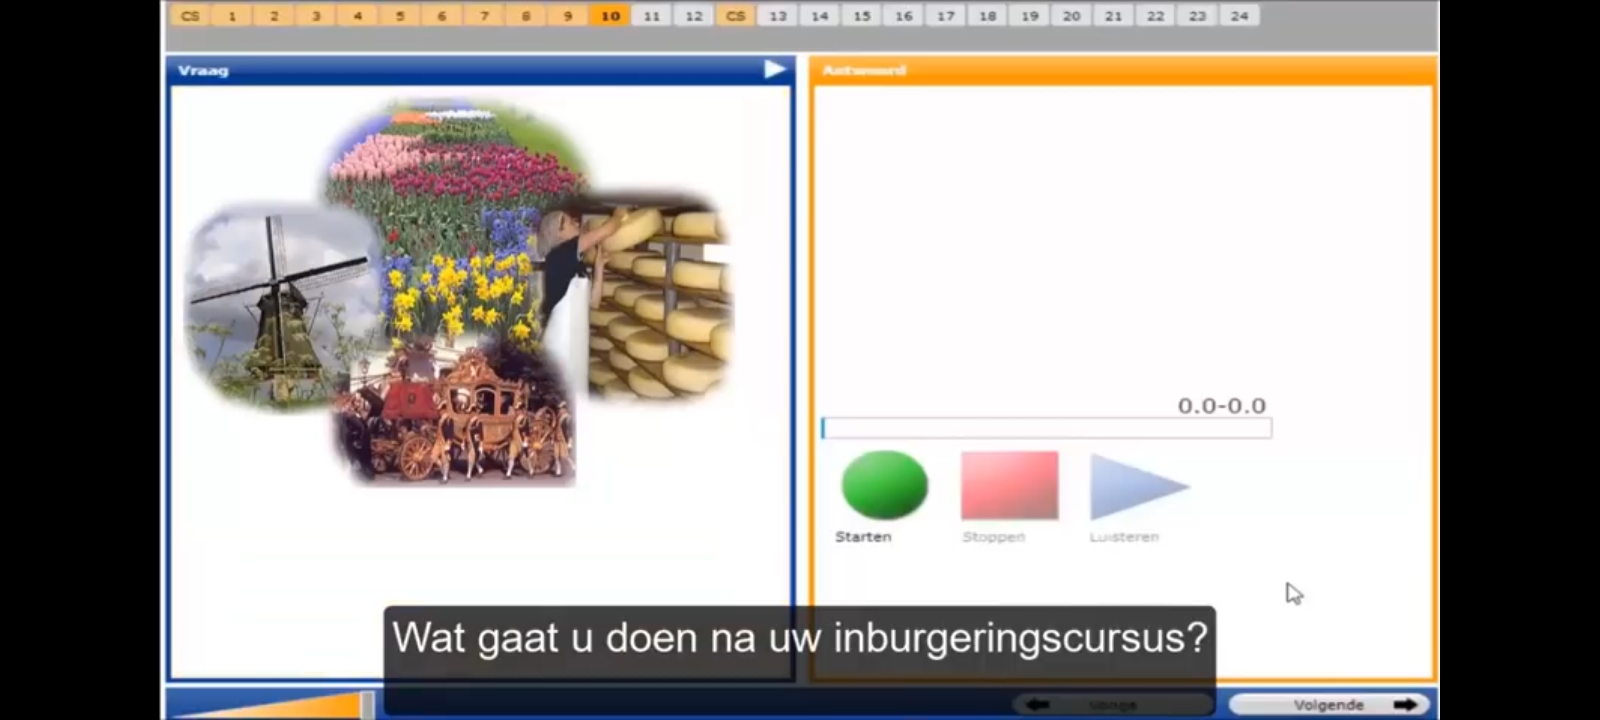 CS 1 2 3 4 5 6 7 8 9 10 11 12 CS 13 14 15 16 17 18 19 20 21 22 23 24
Vraag
Antwoord
0.0-0.0
Starten Stoppen Luisteren
Wat gaat u doen na uw inburgeringscursus?
Vorige Volgende